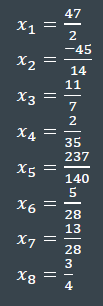 x₁ = 47/2
x₂ = −45/14
x₃ = 11/7
x₄ = 2/35
x₅ = 237/140
x₆ = 5/28
x₇ = 13/28
x₈ = 3/4